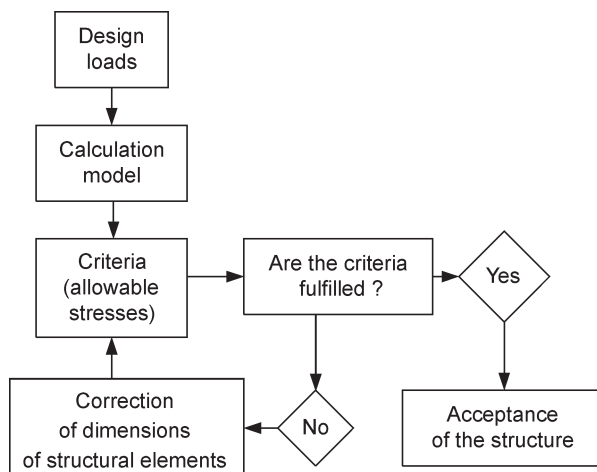 Design
loads
Calculation
model
Criteria
(allowable
stresses)
Are the criteria
fulfilled ?
Yes
Correction
of dimensions
of structural elements
No
Acceptance
of the structure